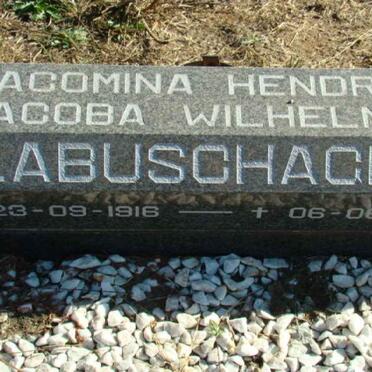 ACOMINA HENDR
ACOBA WILHELM
LABUSCHAG
23-09-1916 — + 06-0